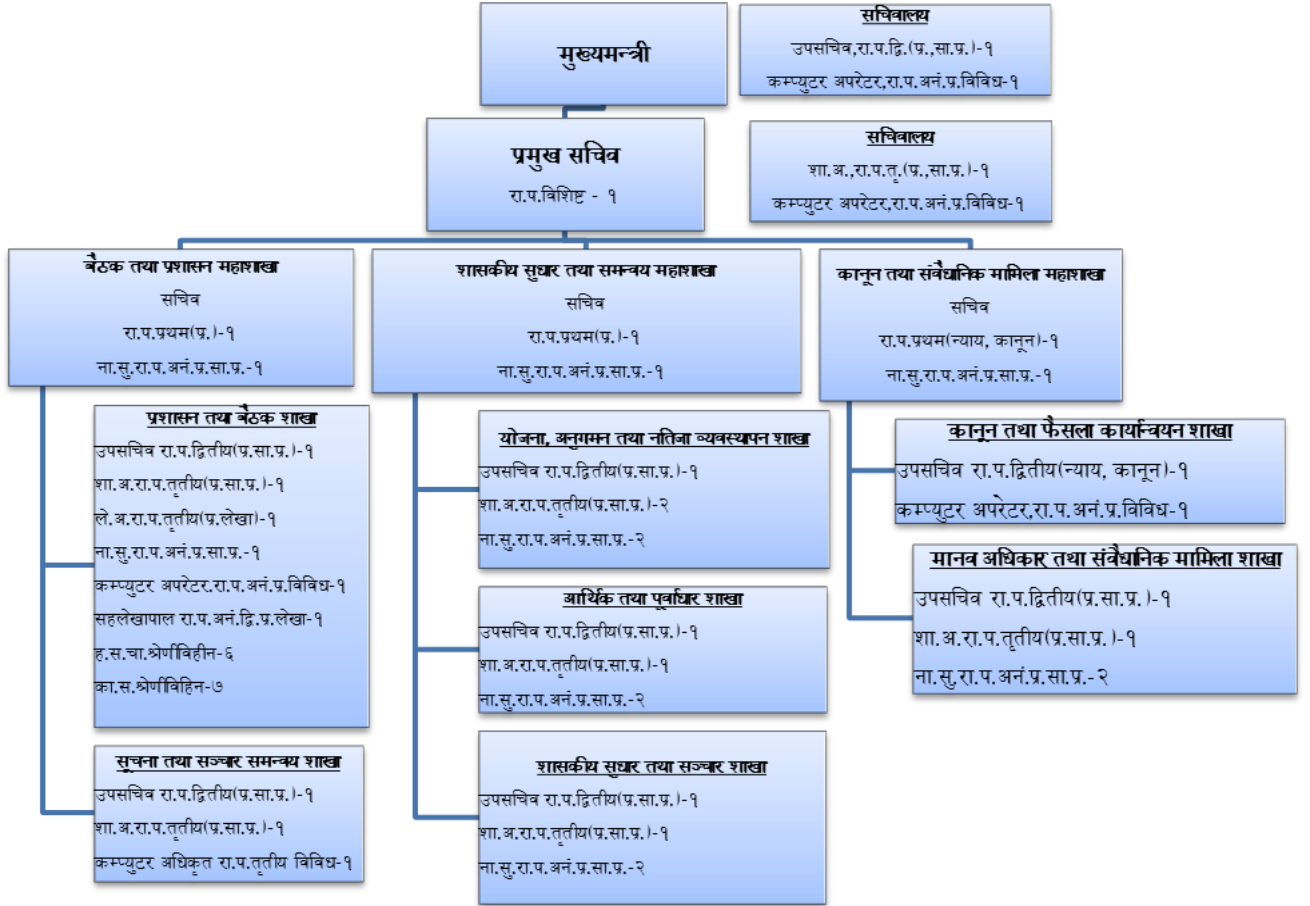 मुख्यमन्त्री
सचिवालय
उपसचिव,रा.प.द्वि.(प्र.,सा.प्र.)-१
कम्प्युटर अपरेटर,रा.प.अनं.प्र.विविध-१
प्रमुख सचिव
रा.प.विशिष्ट - १
सचिवालय
शा.अ.,रा.प.तृ.(प्र.,सा.प्र.)-१
कम्प्युटर अपरेटर,रा.प.अनं.प्र.विविध-१
बैठक तथा प्रशासन महाशाखा
सचिव
रा.प.प्रथम(प्र.)-१
ना.सु.रा.प.अनं.प्र.सा.प्र.-१
प्रशासन तथा बैठक शाखा
उपसचिव रा.प.द्वितीय(प्र.सा.प्र.)-१
शा.अ.रा.प.तृतीय(प्र.सा.प्र.)-१
ले.अ.रा.प.तृतीय(प्र.लेखा)-१
ना.सु.रा.प.अनं.प्र.सा.प्र.-१
कम्प्युटर अपरेटर,रा.प.अनं.प्र.विविध-१
सहलेखापाल रा.प.अनं.द्वि.प्र.लेखा-१
ह.स.चा.श्रेणीविहीन-६
का.स.श्रेणीविहिन-७
सूचना तथा सञ्चार समन्वय शाखा
उपसचिव रा.प.द्वितीय(प्र.सा.प्र.)-१
शा.अ.रा.प.तृतीय(प्र.सा.प्र.)-१
कम्प्युटर अधिकृत रा.प.तृतीय विविध-१
शासकीय सुधार तथा समन्वय महाशाखा
सचिव
रा.प.प्रथम(प्र.)-१
ना.सु.रा.प.अनं.प्र.सा.प्र.-१
योजना, अनुगमन तथा नतिजा व्यवस्थापन शाखा
उपसचिव रा.प.द्वितीय(प्र.सा.प्र.)-१
शा.अ.रा.प.तृतीय(प्र.सा.प्र.)-२
ना.सु.रा.प.अनं.प्र.सा.प्र.-२
आर्थिक तथा पूर्वाधार शाखा
उपसचिव रा.प.द्वितीय(प्र.सा.प्र.)-१
शा.अ.रा.प.तृतीय(प्र.सा.प्र.)-१
ना.सु.रा.प.अनं.प्र.सा.प्र.-२
शासकीय सुधार तथा सञ्चार शाखा
उपसचिव रा.प.द्वितीय(प्र.सा.प्र.)-१
शा.अ.रा.प.तृतीय(प्र.सा.प्र.)-१
ना.सु.रा.प.अनं.प्र.सा.प्र.-२
कानून तथा संवैधानिक मामिला महाशाखा
सचिव
रा.प.प्रथम(न्याय, कानून)-१
ना.सु.रा.प.अनं.प्र.सा.प्र.-१
कानून तथा फैसला कार्यान्वयन शाखा
उपसचिव रा.प.द्वितीय(न्याय, कानून)-१
कम्प्युटर अपरेटर,रा.प.अनं.प्र.विविध-१
मानव अधिकार तथा संवैधानिक मामिला शाखा
उपसचिव रा.प.द्वितीय(प्र.सा.प्र.)-१
शा.अ.रा.प.तृतीय(प्र.सा.प्र.)-१
ना.सु.रा.प.अनं.प्र.सा.प्र.-२